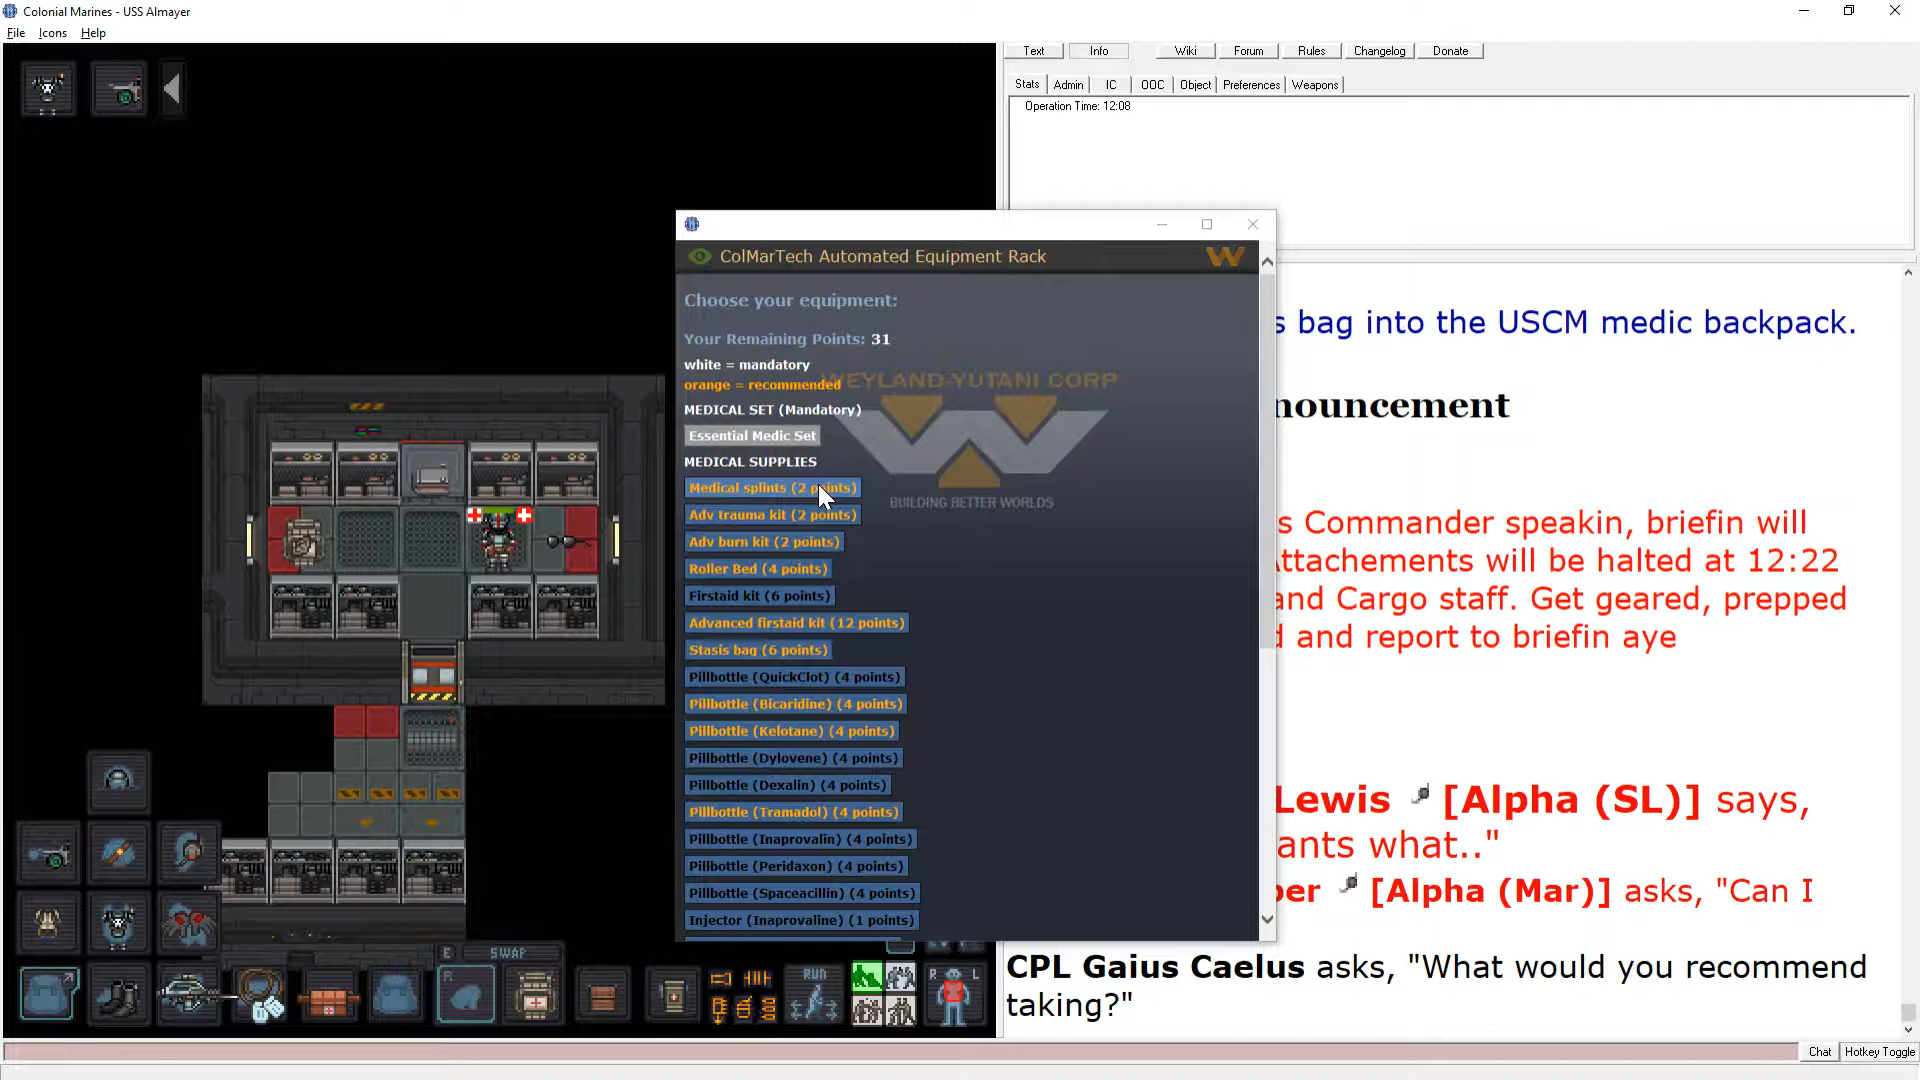 Colonial Marines - USS Almayer
File Icons Help
Text Info Wiki Forum Rules Changelog Donate
Stats Admin IC OOC Object Preferences Weapons
Operation Time: 12:08
ColMarTech Automated Equipment Rack
Choose your equipment:
Your Remaining Points: 31
white = mandatory
orange = recommended
WEYLAND-YUTANI CORP
BUILDING BETTER WORLDS
MEDICAL SET (Mandatory)
Essential Medic Set
MEDICAL SUPPLIES
Medical splints (2 points)
Adv trauma kit (2 points)
Adv burn kit (2 points)
Roller Bed (4 points)
Firstaid kit (6 points)
Advanced firstaid kit (12 points)
Stasis bag (6 points)
Pillbottle (QuickClot) (4 points)
Pillbottle (Bicaridine) (4 points)
Pillbottle (Kelotane) (4 points)
Pillbottle (Dylovene) (4 points)
Pillbottle (Dexalin) (4 points)
Pillbottle (Tramadol) (4 points)
Pillbottle (Inaprovalin) (4 points)
Pillbottle (Peridaxon) (4 points)
Pillbottle (Spaceacillin) (4 points)
Injector (Inaprovaline) (1 points)
s bag into the USCM medic backpack.
nouncement
s Commander speakin, briefin will
ttachements will be halted at 12:22
and Cargo staff. Get geared, prepped
d and report to briefin aye
Lewis [Alpha (SL)] says,
ants what.."
per [Alpha (Mar)] asks, "Can I
CPL Gaius Caelus asks, "What would you recommend
taking?"
E SWAP
R
RUN
R L
Chat Hotkey Toggle